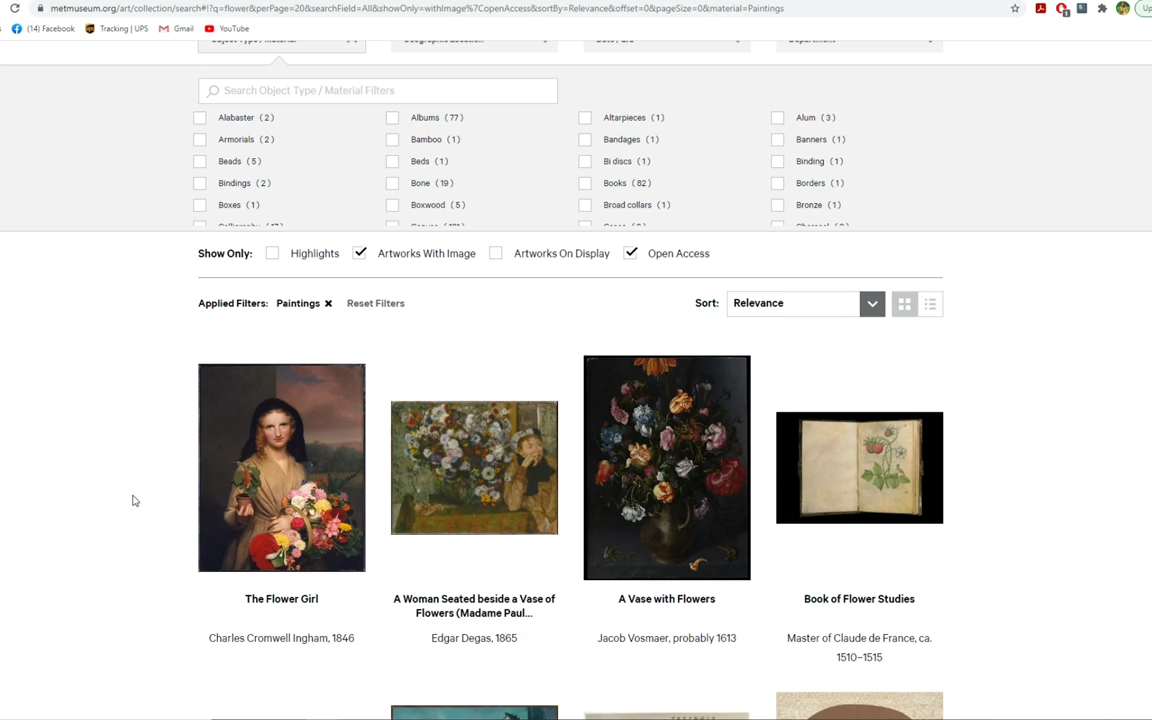 metmuseum.org/art/collection/search#!?q=flower&perPage=20&searchField=All&showOnly=withImage%7CopenAccess&sortBy=Relevance&offset=0&pageSize=0&material=Paintings
(14) Facebook Tracking | UPS Gmail YouTube
Search Object Type / Material Filters
Alabaster (2) Albums (77) Altarpieces (1) Alum (3)
Armorials (2) Bamboo (1) Bandages (1) Banners (1)
Beads (5) Beds (1) Bi discs (1) Binding (1)
Bindings (2) Bone (19) Books (82) Borders (1)
Boxes (1) Boxwood (5) Broad collars (1) Bronze (1)
Show Only: Highlights Artworks With Image Artworks On Display Open Access
Applied Filters: Paintings × Reset Filters Sort: Relevance
The Flower Girl
Charles Cromwell Ingham, 1846
A Woman Seated beside a Vase of
Flowers (Madame Paul...
Edgar Degas, 1865
A Vase with Flowers
Jacob Vosmaer, probably 1613
Book of Flower Studies
Master of Claude de France, ca.
1510–1515